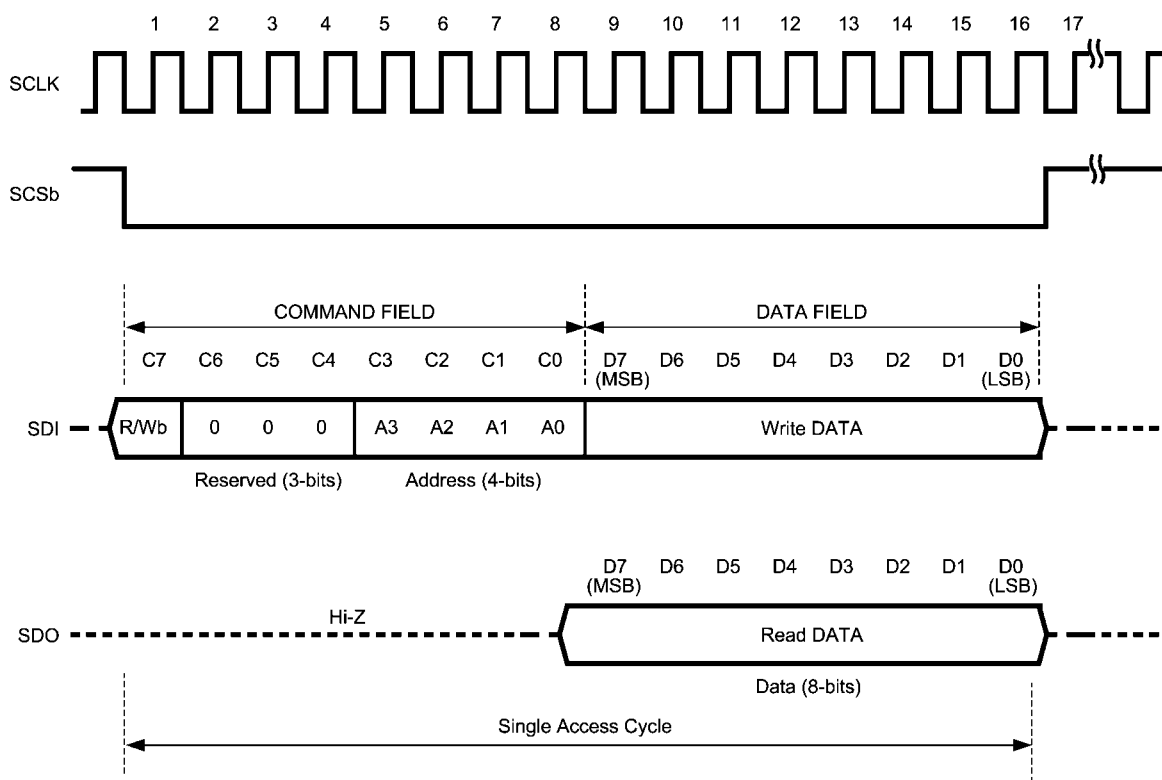 1 2 3 4 5 6 7 8 9 10 11 12 13 14 15 16 17
SCLK
SCSb
COMMAND FIELD DATA FIELD
C7 C6 C5 C4 C3 C2 C1 C0 D7 D6 D5 D4 D3 D2 D1 D0
(MSB) (LSB)
SDI R/Wb 0 0 0 A3 A2 A1 A0 Write DATA
Reserved (3-bits) Address (4-bits)
D7 D6 D5 D4 D3 D2 D1 D0
(MSB) (LSB)
Hi-Z
SDO Read DATA
Data (8-bits)
Single Access Cycle